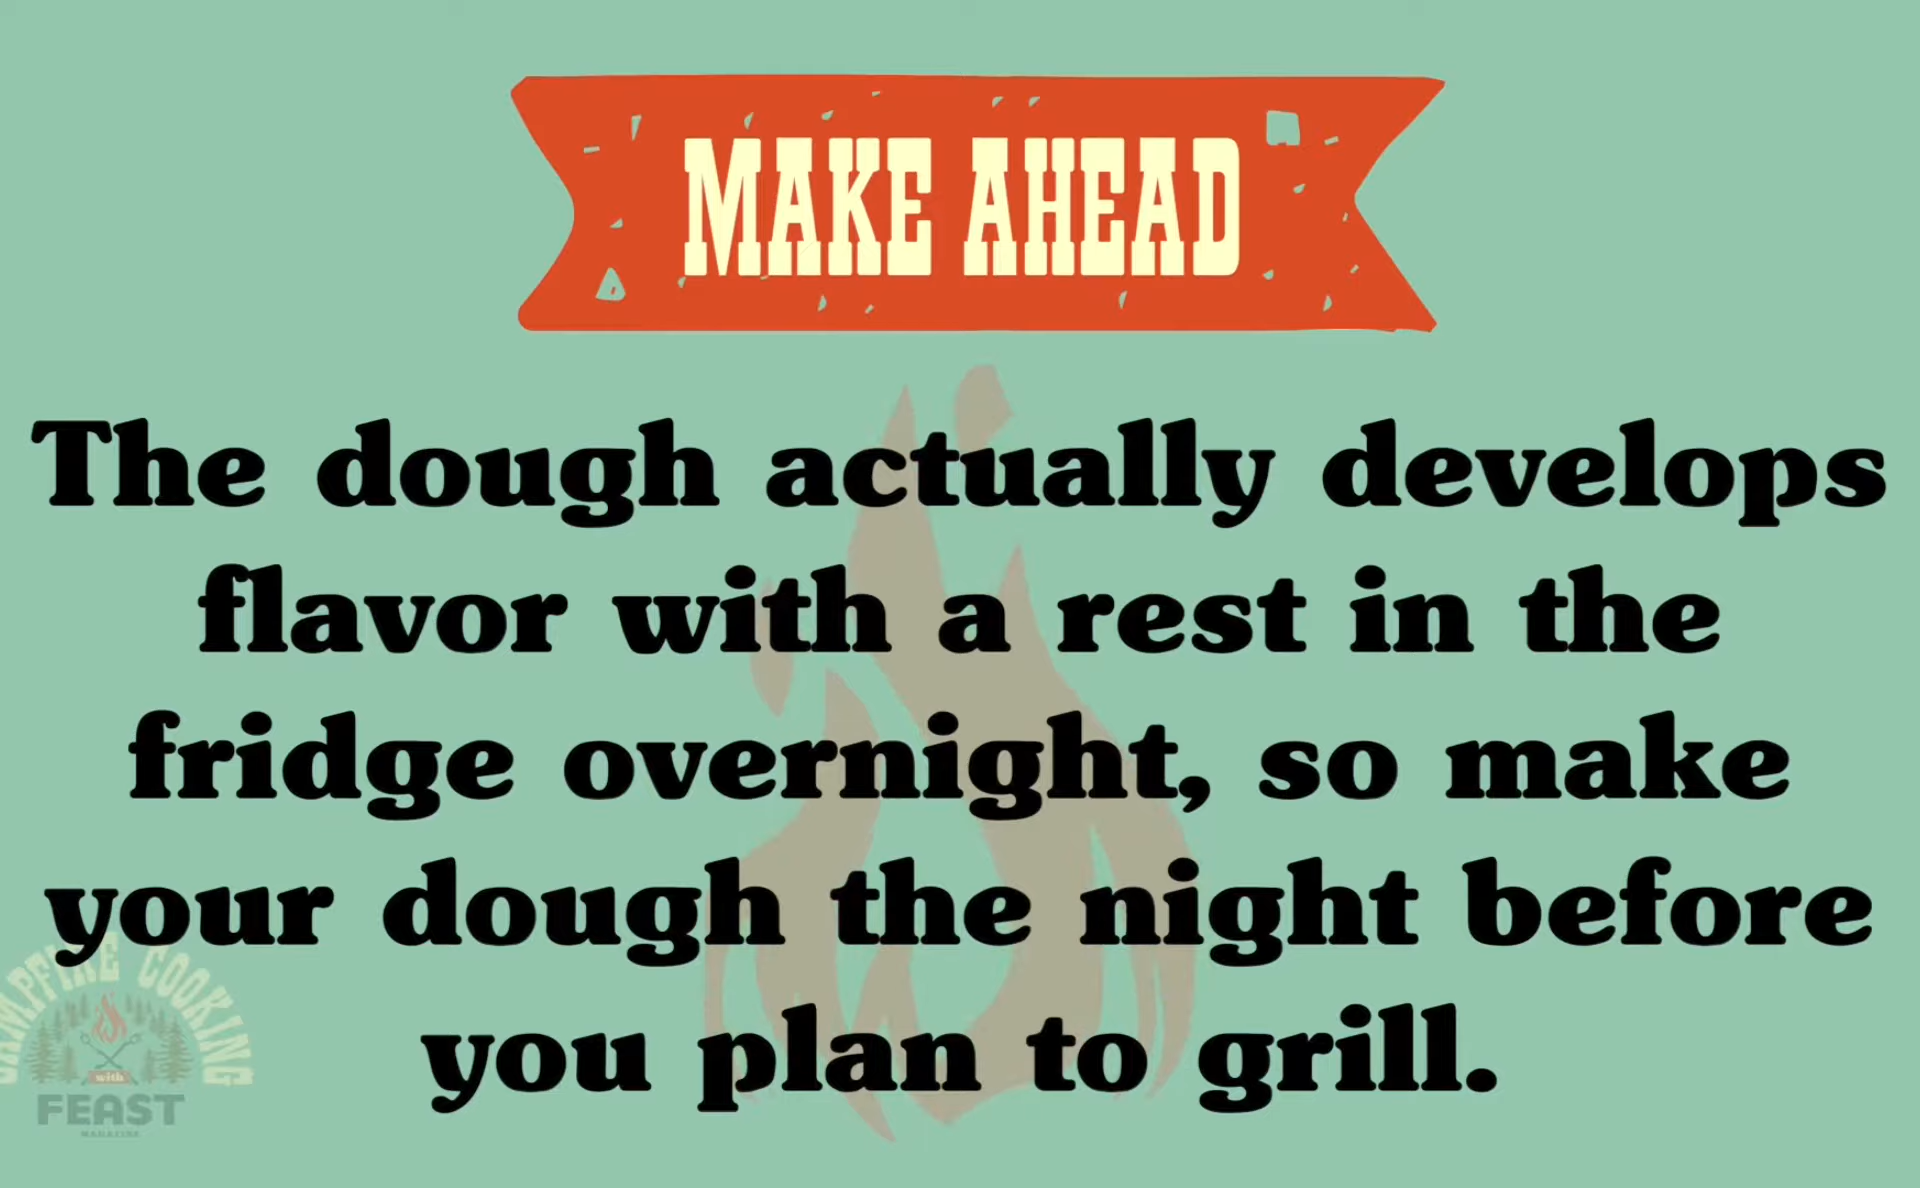 MAKE AHEAD
The dough actually develops
flavor with a rest in the
fridge overnight, so make
your dough the night before
you plan to grill.
CAMPFIRE COOKING
with
FEAST
MAGAZINE